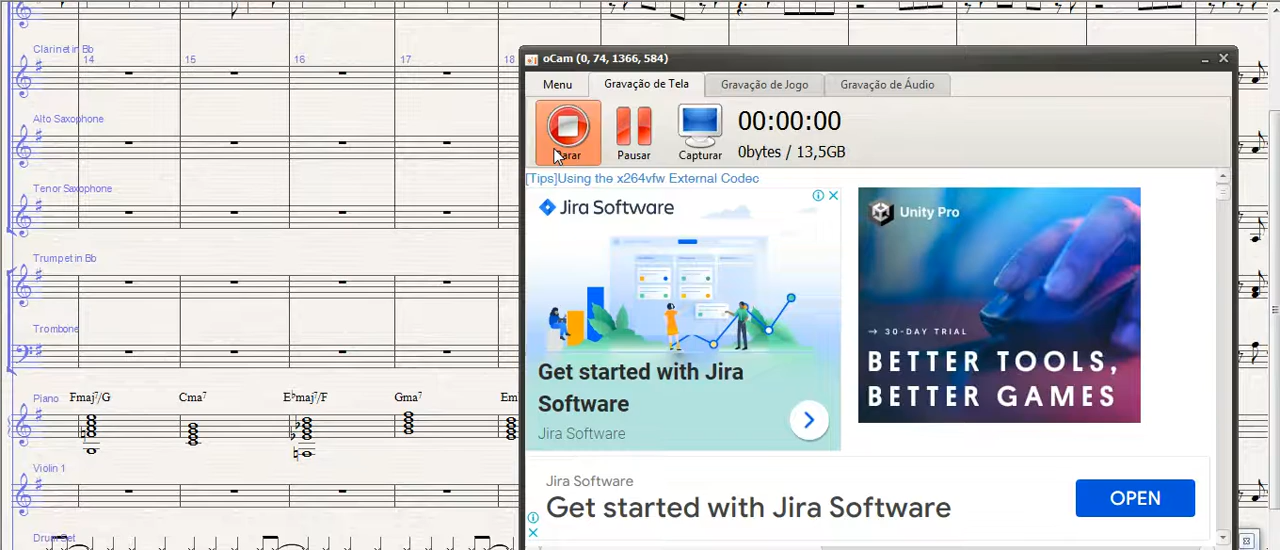 Clarinet in Bb
14 15 16 17 18
Alto Saxophone
Tenor Saxophone
Trumpet in Bb
Trombone
Piano
Fmaj7/G Cma7 E♭maj7/F Gma7 Em
Violin 1
Drum Set
oCam (0, 74, 1366, 584)
Menu Gravação de Tela Gravação de Jogo Gravação de Áudio
Parar Pausar Capturar
00:00:00
0bytes / 13,5GB
[Tips]Using the x264vfw External Codec
Jira Software
Get started with Jira
Software
Jira Software
Unity Pro
→ 30-DAY TRIAL
BETTER TOOLS,
BETTER GAMES
Jira Software
Get started with Jira Software
OPEN